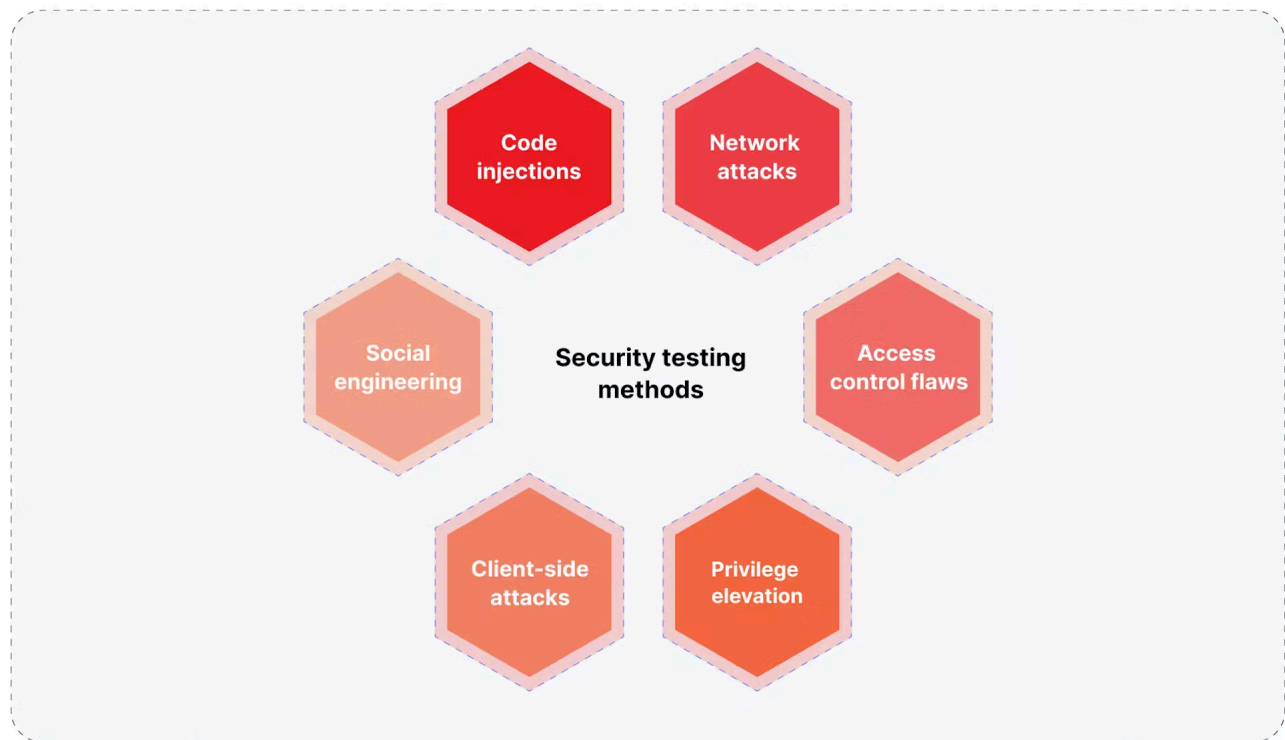 Code
injections
Network
attacks
Social
engineering
Security testing
methods
Access
control flaws
Client-side
attacks
Privilege
elevation